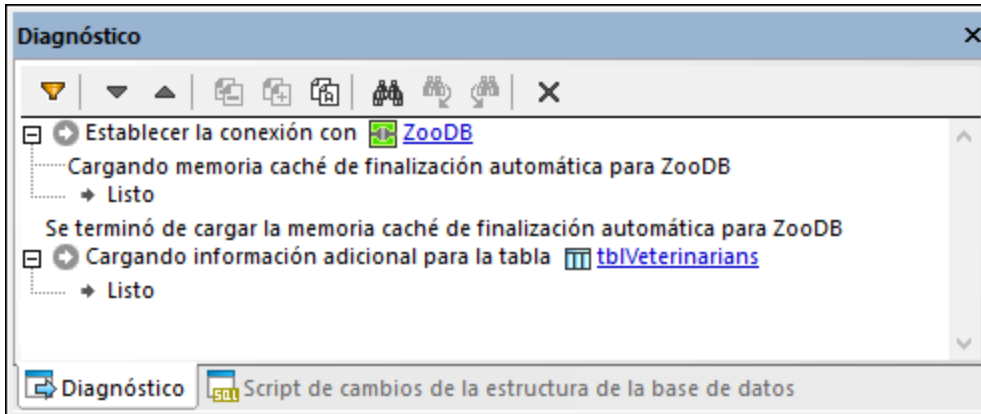 Diagnóstico
Establecer la conexión con ZooDB
Cargando memoria caché de finalización automática para ZooDB
Listo
Se terminó de cargar la memoria caché de finalización automática para ZooDB
Cargando información adicional para la tabla tblVeterinarians
Listo
Diagnóstico SQL Script de cambios de la estructura de la base de datos